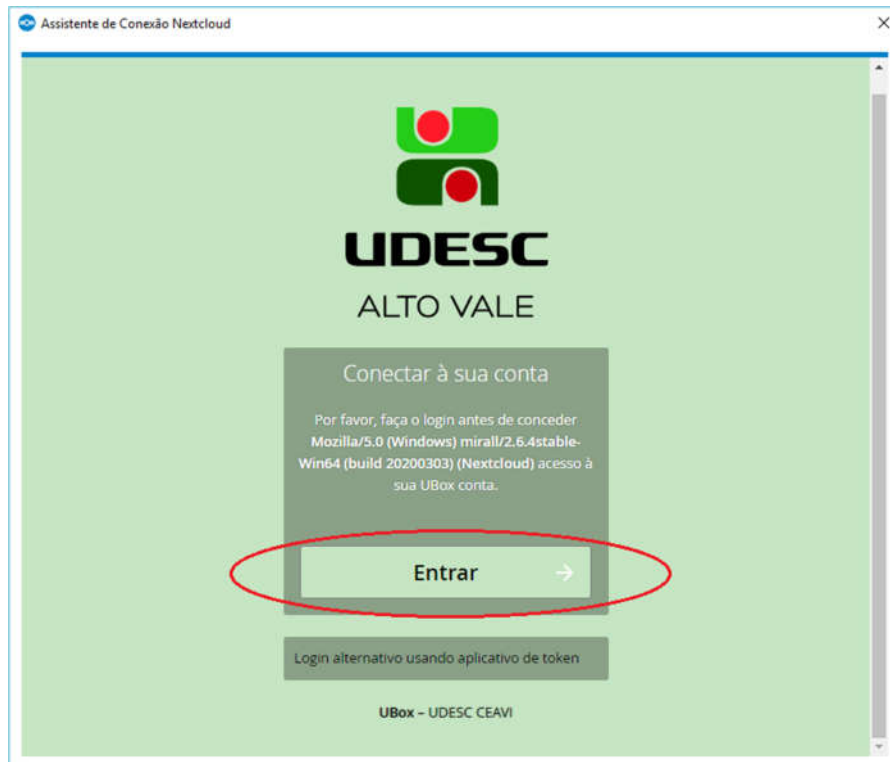 Assistente de Conexão Nextcloud
UDESC
ALTO VALE
Conectar à sua conta
Por favor, faça o login antes de conceder
Mozilla/5.0 (Windows) mirall/2.6.4stable-
Win64 (build 20200303) (Nextcloud) acesso à
sua UBox conta.
Entrar
Login alternativo usando aplicativo de token
UBox – UDESC CEAVI